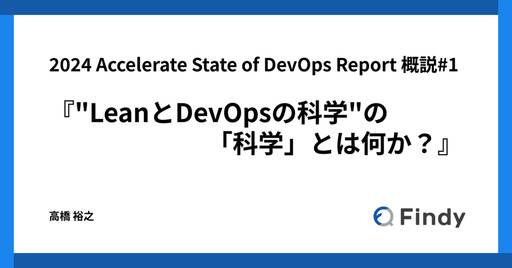 2024 Accelerate State of DevOps Report 概説#1
『"LeanとDevOpsの科学"の
「科学」とは何か？』
高橋 裕之
Findy